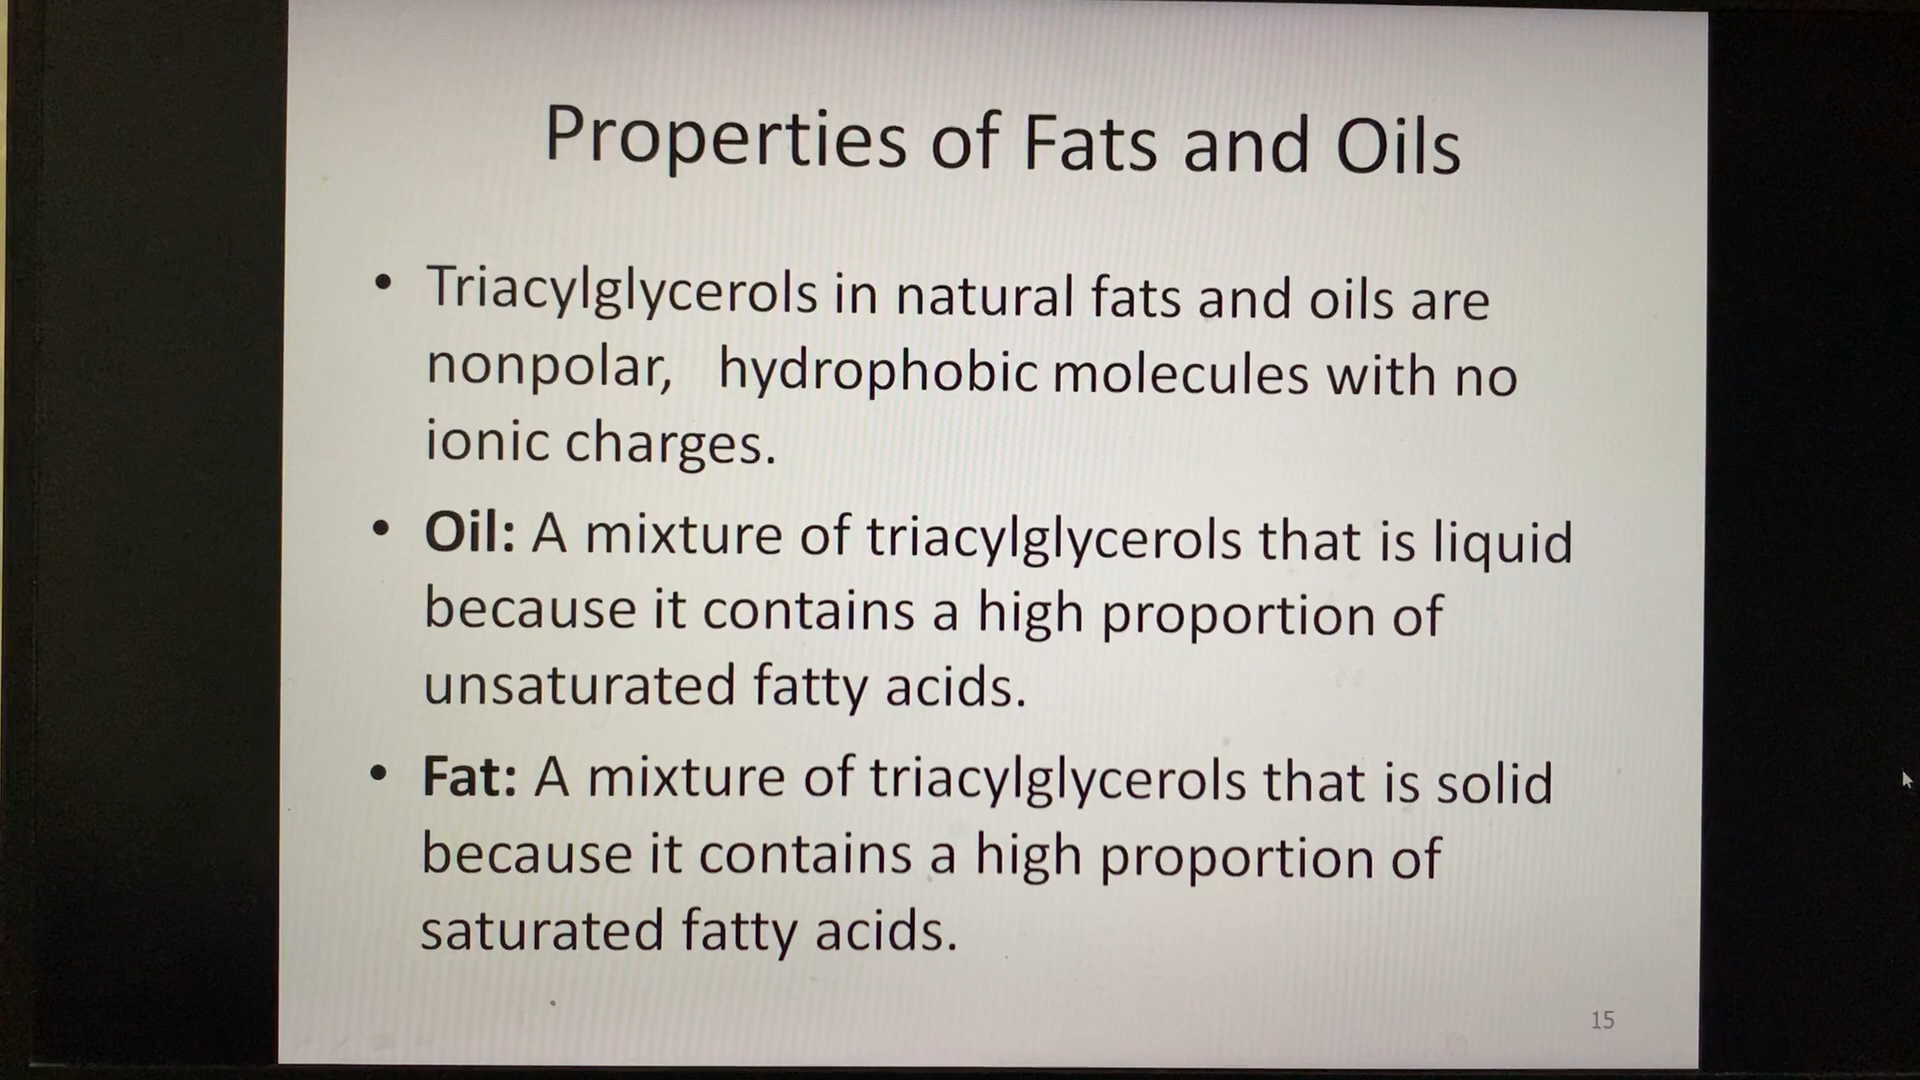 Properties of Fats and Oils
• Triacylglycerols in natural fats and oils are
nonpolar, hydrophobic molecules with no
ionic charges.
• Oil: A mixture of triacylglycerols that is liquid
because it contains a high proportion of
unsaturated fatty acids.
• Fat: A mixture of triacylglycerols that is solid
because it contains a high proportion of
saturated fatty acids.
15